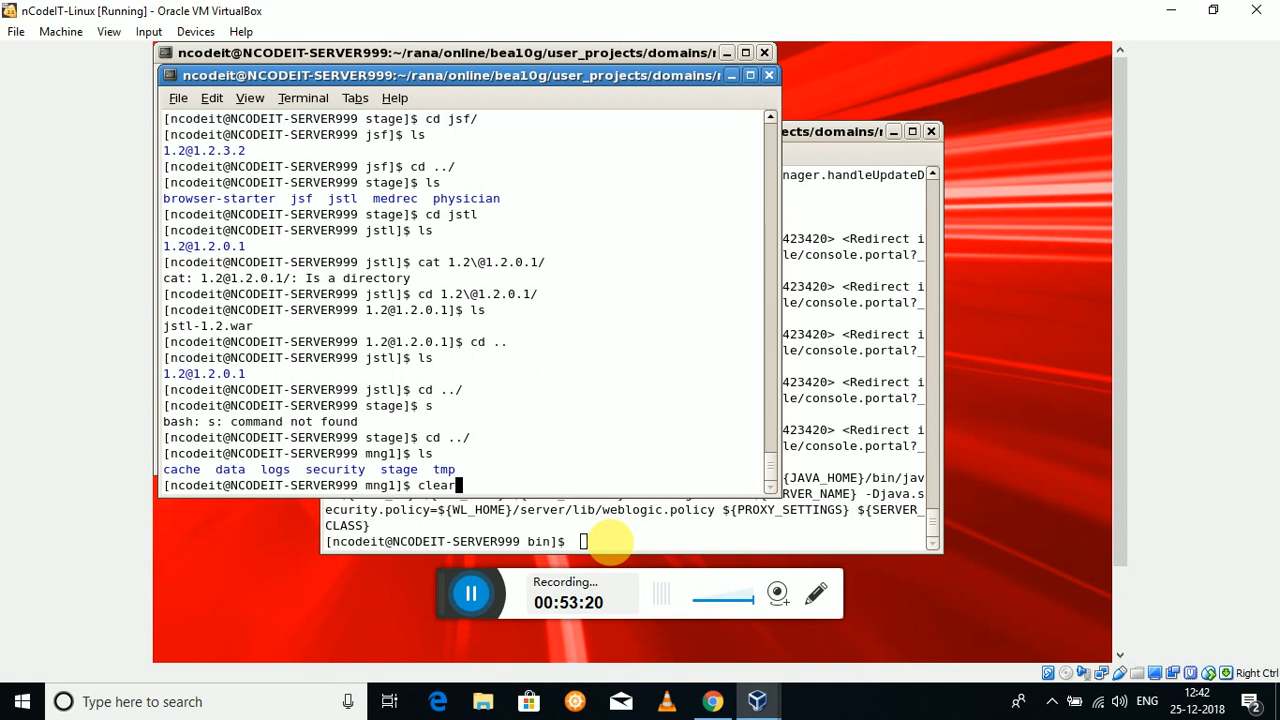 nCodeIT-Linux [Running] - Oracle VM VirtualBox
File Machine View Input Devices Help
ncodeit@NCODEIT-SERVER999:~/rana/online/bea10g/user_projects/domains/
ncodeit@NCODEIT-SERVER999:~/rana/online/bea10g/user_projects/domains/
File Edit View Terminal Tabs Help
[ncodeit@NCODEIT-SERVER999 stage]$ cd jsf/
[ncodeit@NCODEIT-SERVER999 jsf]$ ls
1.2@1.2.3.2
[ncodeit@NCODEIT-SERVER999 jsf]$ cd ../
[ncodeit@NCODEIT-SERVER999 stage]$ ls
browser-starter jsf jstl medrec physician
[ncodeit@NCODEIT-SERVER999 stage]$ cd jstl
[ncodeit@NCODEIT-SERVER999 jstl]$ ls
1.2@1.2.0.1
[ncodeit@NCODEIT-SERVER999 jstl]$ cat 1.2\@1.2.0.1/
cat: 1.2@1.2.0.1/: Is a directory
[ncodeit@NCODEIT-SERVER999 jstl]$ cd 1.2\@1.2.0.1/
[ncodeit@NCODEIT-SERVER999 1.2@1.2.0.1]$ ls
jstl-1.2.war
[ncodeit@NCODEIT-SERVER999 1.2@1.2.0.1]$ cd ..
[ncodeit@NCODEIT-SERVER999 jstl]$ ls
1.2@1.2.0.1
[ncodeit@NCODEIT-SERVER999 jstl]$ cd ../
[ncodeit@NCODEIT-SERVER999 stage]$ s
bash: s: command not found
[ncodeit@NCODEIT-SERVER999 stage]$ cd ../
[ncodeit@NCODEIT-SERVER999 mng1]$ ls
cache data logs security stage tmp
[ncodeit@NCODEIT-SERVER999 mng1]$ clear
ects/domains/
nager.handleUpdateD
423420> <Redirect i
le/console.portal?_
423420> <Redirect i
le/console.portal?_
423420> <Redirect i
le/console.portal?_
423420> <Redirect i
le/console.portal?_
423420> <Redirect i
le/console.portal?_
{JAVA_HOME}/bin/jav
ERVER_NAME} -Djava.s
ecurity.policy=${WL_HOME}/server/lib/weblogic.policy ${PROXY_SETTINGS} ${SERVER_
CLASS}
[ncodeit@NCODEIT-SERVER999 bin]$
Recording...
00:53:20
Right Ctrl
Type here to search
ENG
12:42
25-12-2018
2